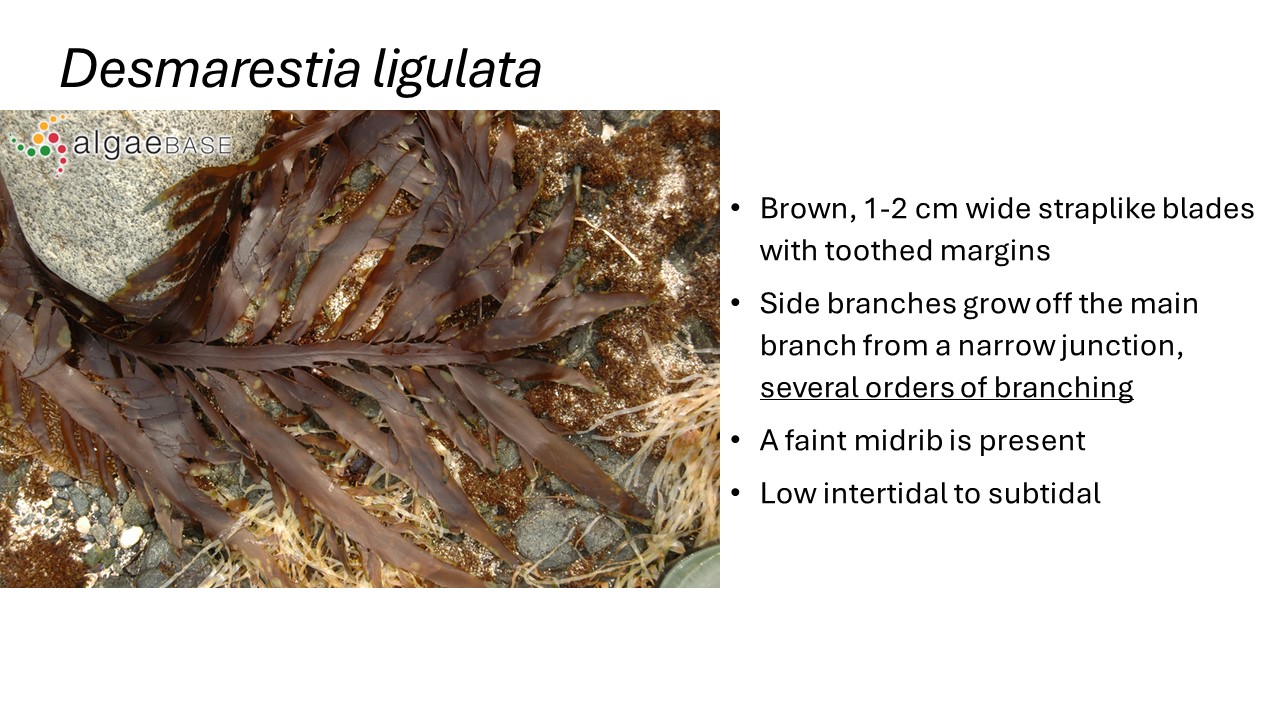 Desmarestia ligulata
algaeBASE
• Brown, 1-2 cm wide straplike blades
with toothed margins
• Side branches grow off the main
branch from a narrow junction,
several orders of branching
• A faint midrib is present
• Low intertidal to subtidal